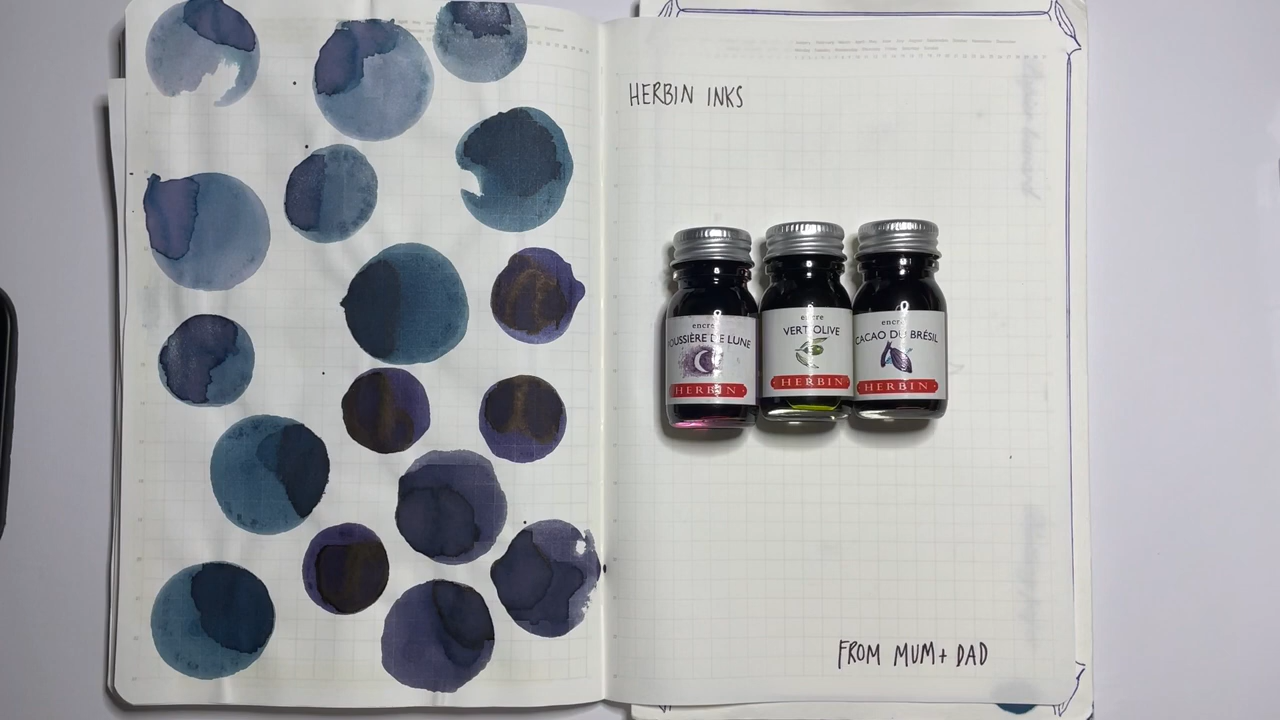 HERBIN INKS
encre
POUSSIÈRE DE LUNE
HERBIN
encre
VERT OLIVE
HERBIN
encre
CACAO DU BRÉSIL
HERBIN
FROM MUM + DAD